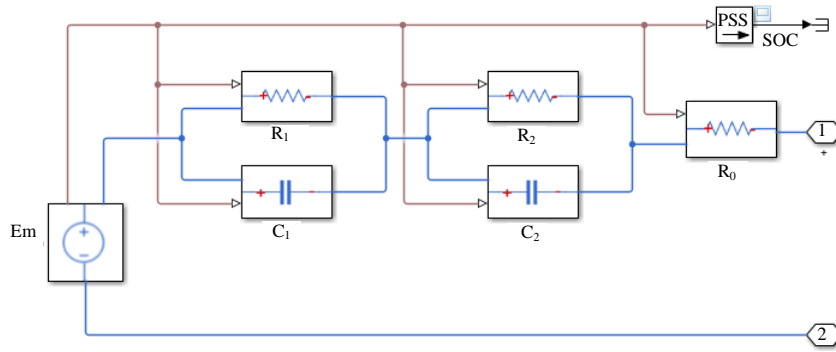 PSS
SOC
R₁
R₂
1
+
R₀
C₁
C₂
Em
2